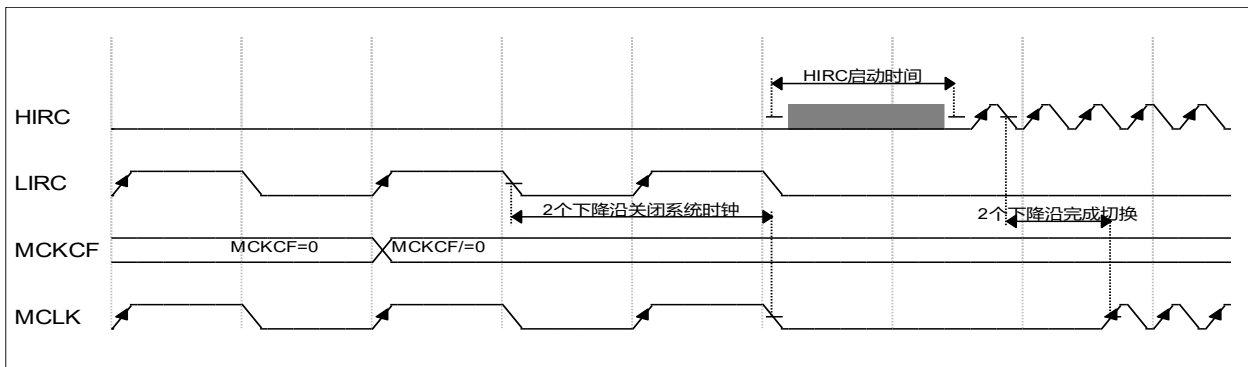 HIRC启动时间
HIRC
LIRC
2个下降沿关闭系统时钟
2个下降沿完成切换
MCKCF
MCKCF=0
MCKCF/=0
MCLK